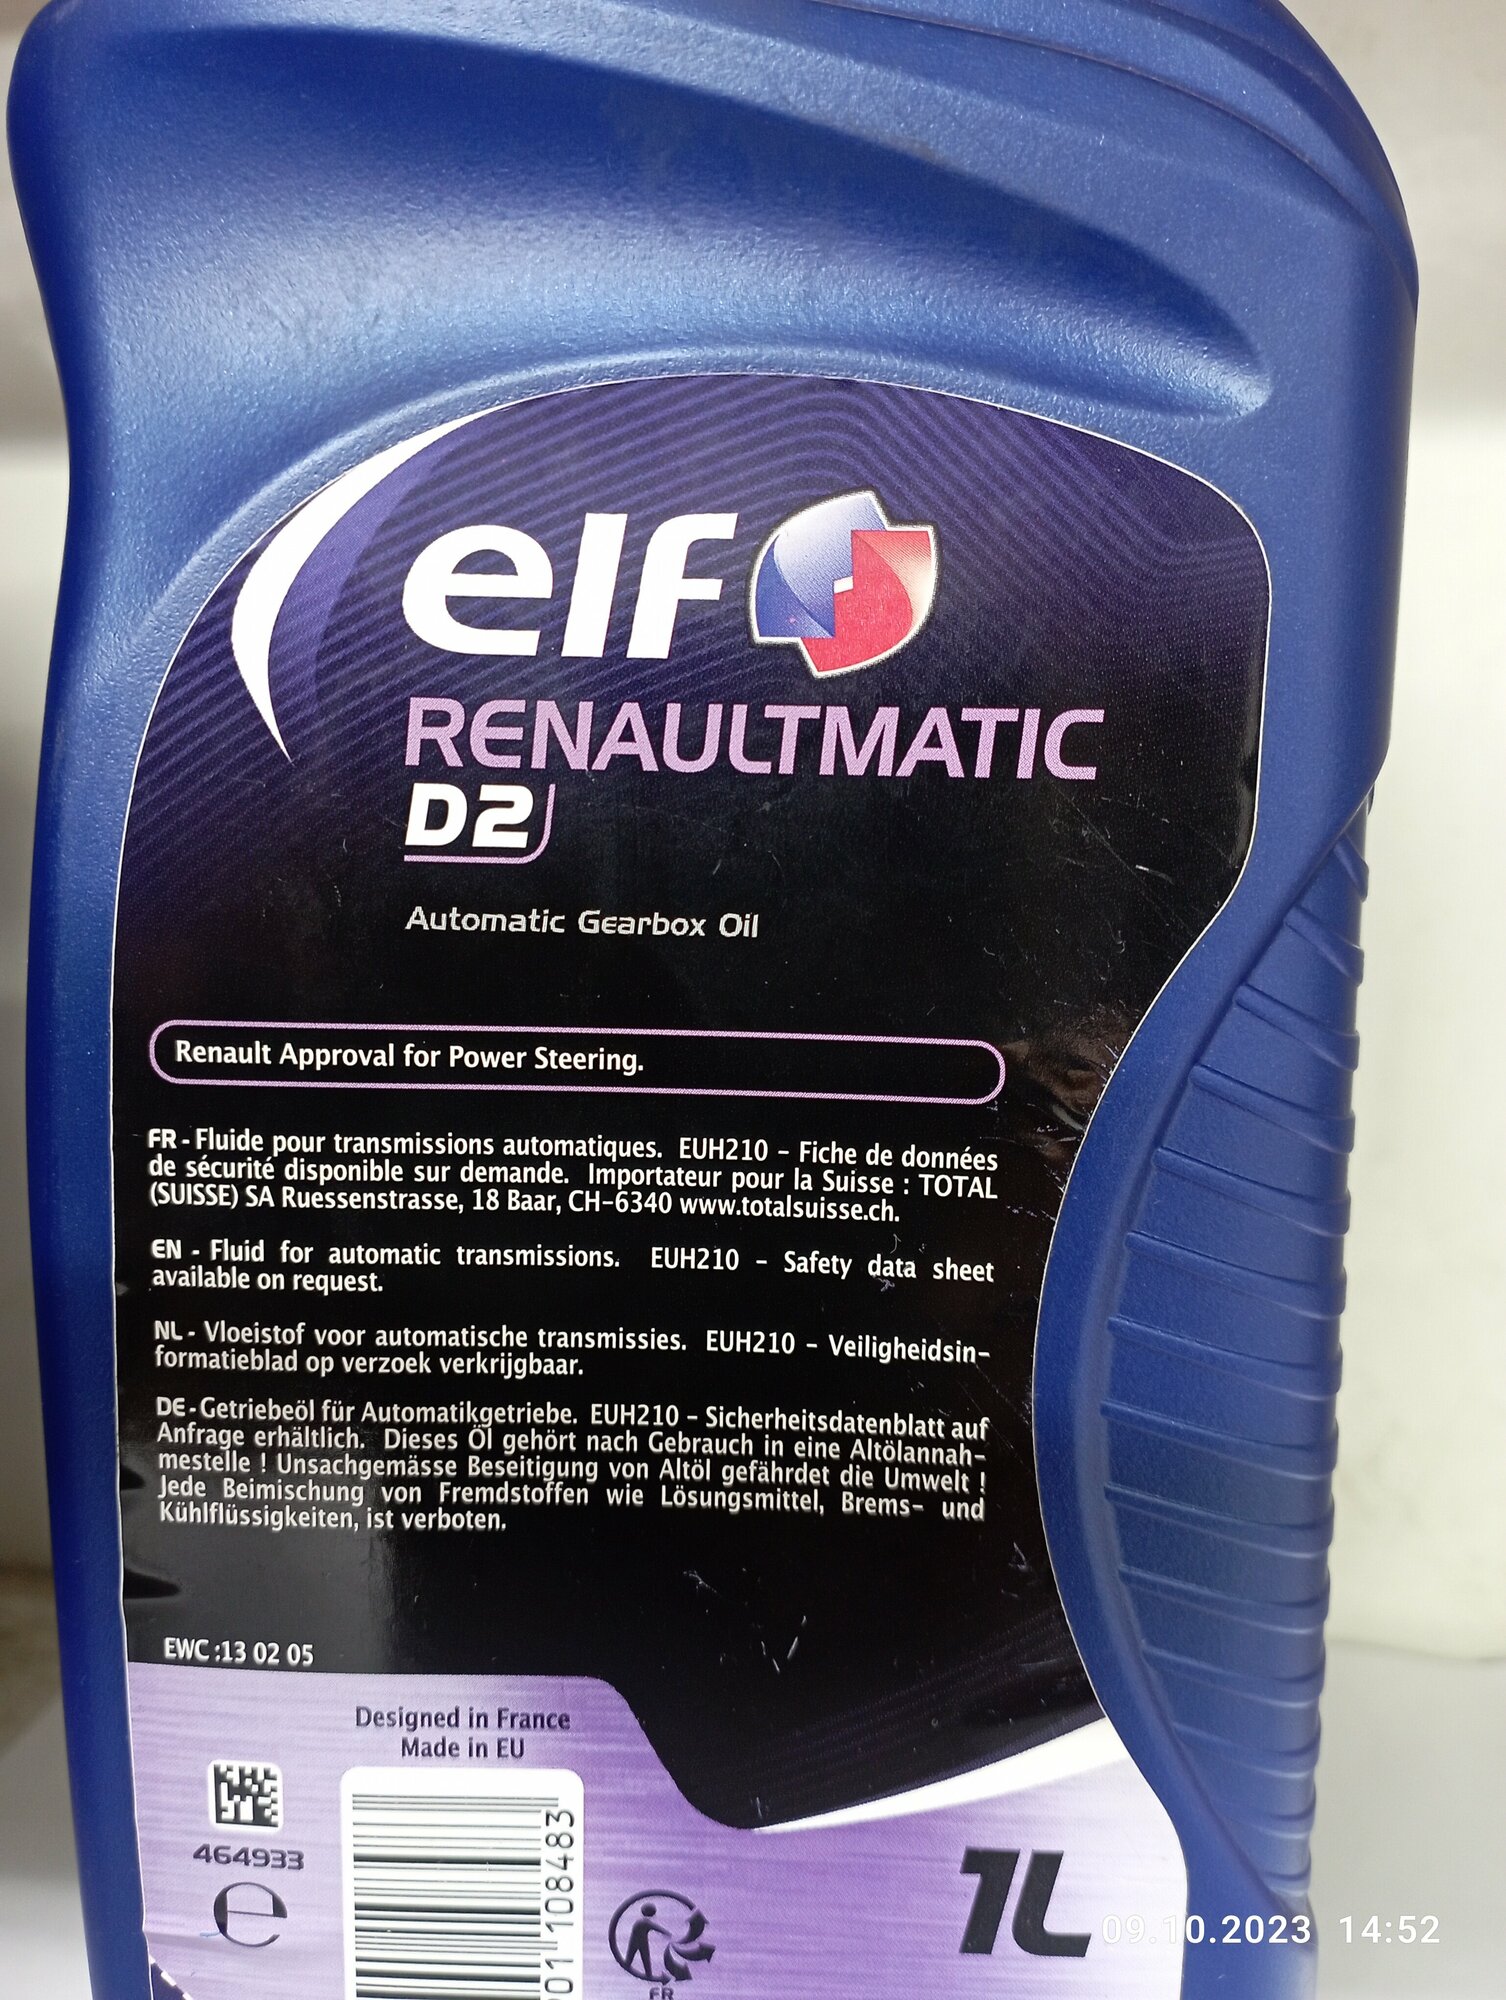 elf
RENAULTMATIC
D2
Automatic Gearbox Oil
Renault Approval for Power Steering.
FR - Fluide pour transmissions automatiques. EUH210 - Fiche de données
de sécurité disponible sur demande. Importateur pour la Suisse : TOTAL
(SUISSE) SA Ruessenstrasse, 18 Baar, CH-6340 www.totalsuisse.ch.
EN - Fluid for automatic transmissions. EUH210 - Safety data sheet
available on request.
NL - Vloeistof voor automatische transmissies. EUH210 - Veiligheidsin-
formatieblad op verzoek verkrijgbaar.
DE - Getriebeöl für Automatikgetriebe. EUH210 - Sicherheitsdatenblatt auf
Anfrage erhältlich. Dieses Öl gehört nach Gebrauch in eine Altölannah-
mestelle ! Unsachgemässe Beseitigung von Altöl gefährdet die Umwelt !
Jede Beimischung von Fremdstoffen wie Lösungsmittel, Brems- und
Kühlflüssigkeiten, ist verboten.
EWC :13 02 05
Designed in France
Made in EU
464933
e
108483
FR
1L
09.10.2023 14:52